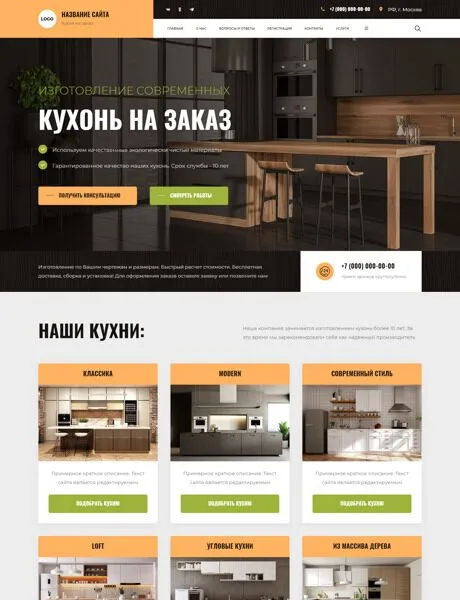 LOGO
НАЗВАНИЕ САЙТА
+7 (000) 000-00-00
РФ, г. Москва
ГЛАВНАЯ
О НАС
ВОПРОСЫ И ОТВЕТЫ
РЕГИСТРАЦИЯ
КОНТАКТЫ
УСЛУГИ
ИЗГОТОВЛЕНИЕ СОВРЕМЕННЫХ
КУХОНЬ НА ЗАКАЗ
Используем качественные экологически чистые материалы
Гарантированное качество наших кухонь. Срок службы - 10 лет
ПОЛУЧИТЬ КОНСУЛЬТАЦИЮ
СМОТРЕТЬ РАБОТЫ
Изготовление по Вашим чертежам и размерам. Быстрый расчет стоимости. Бесплатная
доставка, сборка и установка! Для оформления заказа оставьте заявку или позвоните нам
+7 (000) 000-00-00
Прием звонков круглосуточно
НАШИ КУХНИ:
Наша компания занимается изготовлением кухонь более 10 лет. За
это время мы зарекомендовали себя как надежный производитель
КЛАССИКА
MODERN
СОВРЕМЕННЫЙ СТИЛЬ
Примерное краткое описание. Текст
сайта является редактируемым.
Примерное краткое описание. Текст
сайта является редактируемым.
Примерное краткое описание. Текст
сайта является редактируемым.
ПОДОБРАТЬ КУХНЮ
ПОДОБРАТЬ КУХНЮ
ПОДОБРАТЬ КУХНЮ
LOFT
УГЛОВЫЕ КУХНИ
ИЗ МАССИВА ДЕРЕВА